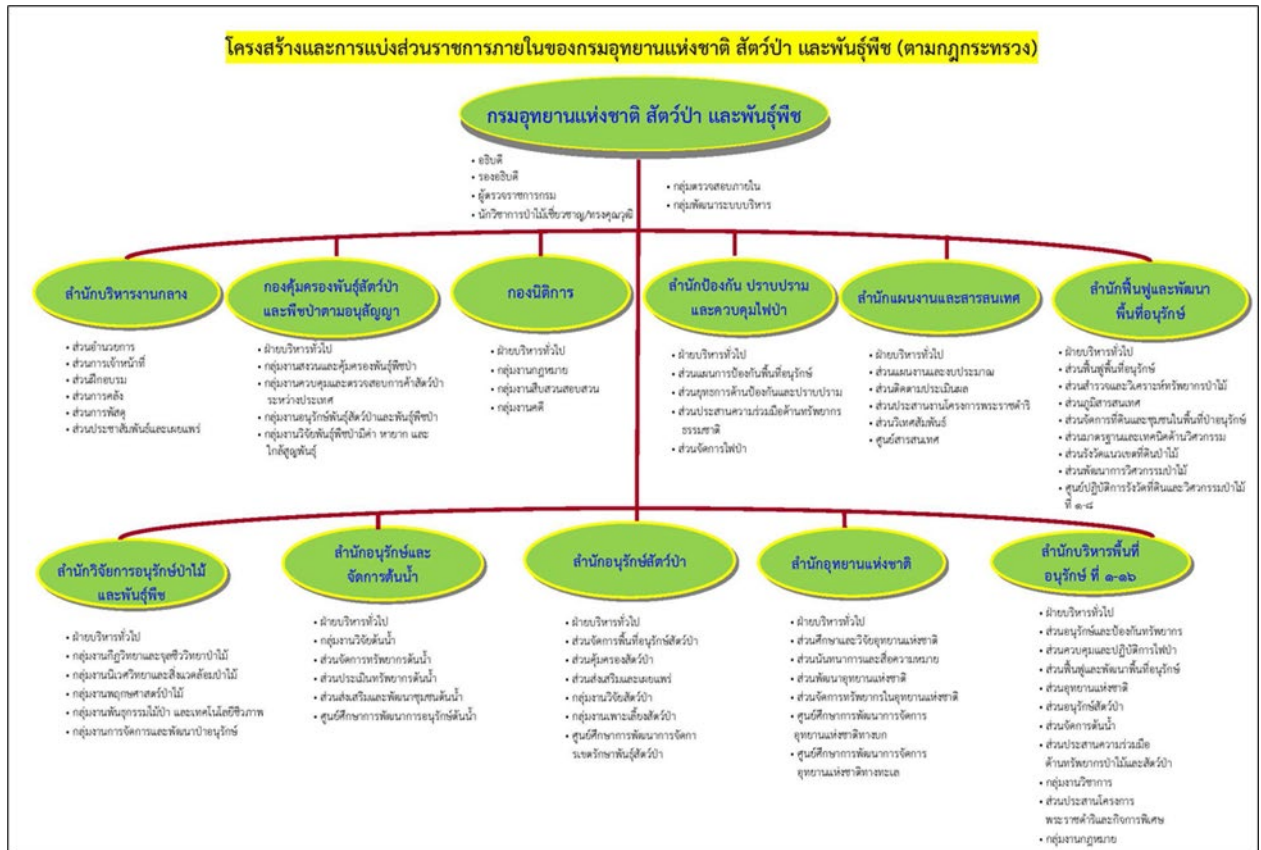 โครงสร้างและการแบ่งส่วนราชการภายในของกรมอุทยานแห่งชาติ สัตว์ป่า และพันธุ์พืช (ตามกฎกระทรวง)
กรมอุทยานแห่งชาติ สัตว์ป่า และพันธุ์พืช
• อธิบดี
• รองอธิบดี
• ผู้ตรวจราชการกรม
• นักวิชาการป่าไม้เชี่ยวชาญ/ทรงคุณวุฒิ
• กลุ่มตรวจสอบภายใน
• กลุ่มพัฒนาระบบบริหาร
สำนักบริหารงานกลาง
• ส่วนอำนวยการ
• ส่วนการเจ้าหน้าที่
• ส่วนฝึกอบรม
• ส่วนการคลัง
• ส่วนการพัสดุ
• ส่วนประชาสัมพันธ์และเผยแพร่
กองคุ้มครองพันธุ์สัตว์ป่า
และพืชป่าตามอนุสัญญา
• ฝ่ายบริหารทั่วไป
• กลุ่มงานสงวนและคุ้มครองพันธุ์พืชป่า
• กลุ่มงานควบคุมและตรวจสอบการค้าสัตว์ป่า
ระหว่างประเทศ
• กลุ่มงานอนุรักษ์พันธุ์สัตว์ป่าและพันธุ์พืชป่า
• กลุ่มงานวิจัยพันธุ์พืชป่ามีค่า หายาก และ
ใกล้สูญพันธุ์
กองนิติการ
• ฝ่ายบริหารทั่วไป
• กลุ่มงานกฎหมาย
• กลุ่มงานสืบสวนสอบสวน
• กลุ่มงานคดี
สำนักป้องกัน ปราบปราม
และควบคุมไฟป่า
• ฝ่ายบริหารทั่วไป
• ส่วนแผนการป้องกันพื้นที่อนุรักษ์
• ส่วนยุทธการด้านป้องกันและปราบปราม
• ส่วนประสานความร่วมมือด้านทรัพยากร
ธรรมชาติ
• ส่วนจัดการไฟป่า
สำนักแผนงานและสารสนเทศ
• ฝ่ายบริหารทั่วไป
• ส่วนแผนงานและงบประมาณ
• ส่วนติดตามประเมินผล
• ส่วนประสานงานโครงการพระราชดำริ
• ส่วนวิเทศสัมพันธ์
• ศูนย์สารสนเทศ
สำนักฟื้นฟูและพัฒนา
พื้นที่อนุรักษ์
• ฝ่ายบริหารทั่วไป
• ส่วนฟื้นฟูพื้นที่อนุรักษ์
• ส่วนสำรวจและวิเคราะห์ทรัพยากรป่าไม้
• ส่วนภูมิสารสนเทศ
• ส่วนจัดการที่ดินและชุมชนในพื้นที่ป่าอนุรักษ์
• ส่วนมาตรฐานและเทคนิคด้านวิศวกรรม
• ส่วนรังวัดแนวเขตที่ดินป่าไม้
• ส่วนพัฒนาการวิศวกรรมป่าไม้
• ศูนย์ปฏิบัติการรังวัดที่ดินและวิศวกรรมป่าไม้
ที่ ๑-๘
สำนักวิจัยการอนุรักษ์ป่าไม้
และพันธุ์พืช
• ฝ่ายบริหารทั่วไป
• กลุ่มงานกีฏวิทยาและจุลชีววิทยาป่าไม้
• กลุ่มงานนิเวศวิทยาและสิ่งแวดล้อมป่าไม้
• กลุ่มงานพฤกษศาสตร์ป่าไม้
• กลุ่มงานพันธุกรรมไม้ป่า และเทคโนโลยีชีวภาพ
• กลุ่มงานการจัดการและพัฒนาป่าอนุรักษ์
สำนักอนุรักษ์และ
จัดการต้นน้ำ
• ฝ่ายบริหารทั่วไป
• กลุ่มงานวิจัยต้นน้ำ
• ส่วนจัดการทรัพยากรต้นน้ำ
• ส่วนประเมินทรัพยากรต้นน้ำ
• ส่วนส่งเสริมและพัฒนาชุมชนต้นน้ำ
• ศูนย์ศึกษาการพัฒนาการอนุรักษ์ต้นน้ำ
สำนักอนุรักษ์สัตว์ป่า
• ฝ่ายบริหารทั่วไป
• ส่วนจัดการพื้นที่อนุรักษ์สัตว์ป่า
• ส่วนคุ้มครองสัตว์ป่า
• ส่วนส่งเสริมและเผยแพร่
• กลุ่มงานวิจัยสัตว์ป่า
• กลุ่มงานเพาะเลี้ยงสัตว์ป่า
• ศูนย์ศึกษาการพัฒนาการจัดกา
รเขตรักษาพันธุ์สัตว์ป่า
สำนักอุทยานแห่งชาติ
• ฝ่ายบริหารทั่วไป
• ส่วนศึกษาและวิจัยอุทยานแห่งชาติ
• ส่วนนันทนาการและสื่อความหมาย
• ส่วนพัฒนาอุทยานแห่งชาติ
• ส่วนจัดการทรัพยากรในอุทยานแห่งชาติ
• ศูนย์ศึกษาการพัฒนาการจัดการ
อุทยานแห่งชาติทางบก
• ศูนย์ศึกษาการพัฒนาการจัดการ
อุทยานแห่งชาติทางทะเล
สำนักบริหารพื้นที่
อนุรักษ์ ที่ ๑-๑๖
• ฝ่ายบริหารทั่วไป
• ส่วนอนุรักษ์และป้องกันทรัพยากร
• ส่วนควบคุมและปฏิบัติการไฟป่า
• ส่วนฟื้นฟูและพัฒนาพื้นที่อนุรักษ์
• ส่วนอุทยานแห่งชาติ
• ส่วนอนุรักษ์สัตว์ป่า
• ส่วนจัดการต้นน้ำ
• ส่วนประสานความร่วมมือ
ด้านทรัพยากรป่าไม้และสัตว์ป่า
• กลุ่มงานวิชาการ
• ส่วนประสานโครงการ
พระราชดำริและกิจการพิเศษ
• กลุ่มงานกฎหมาย